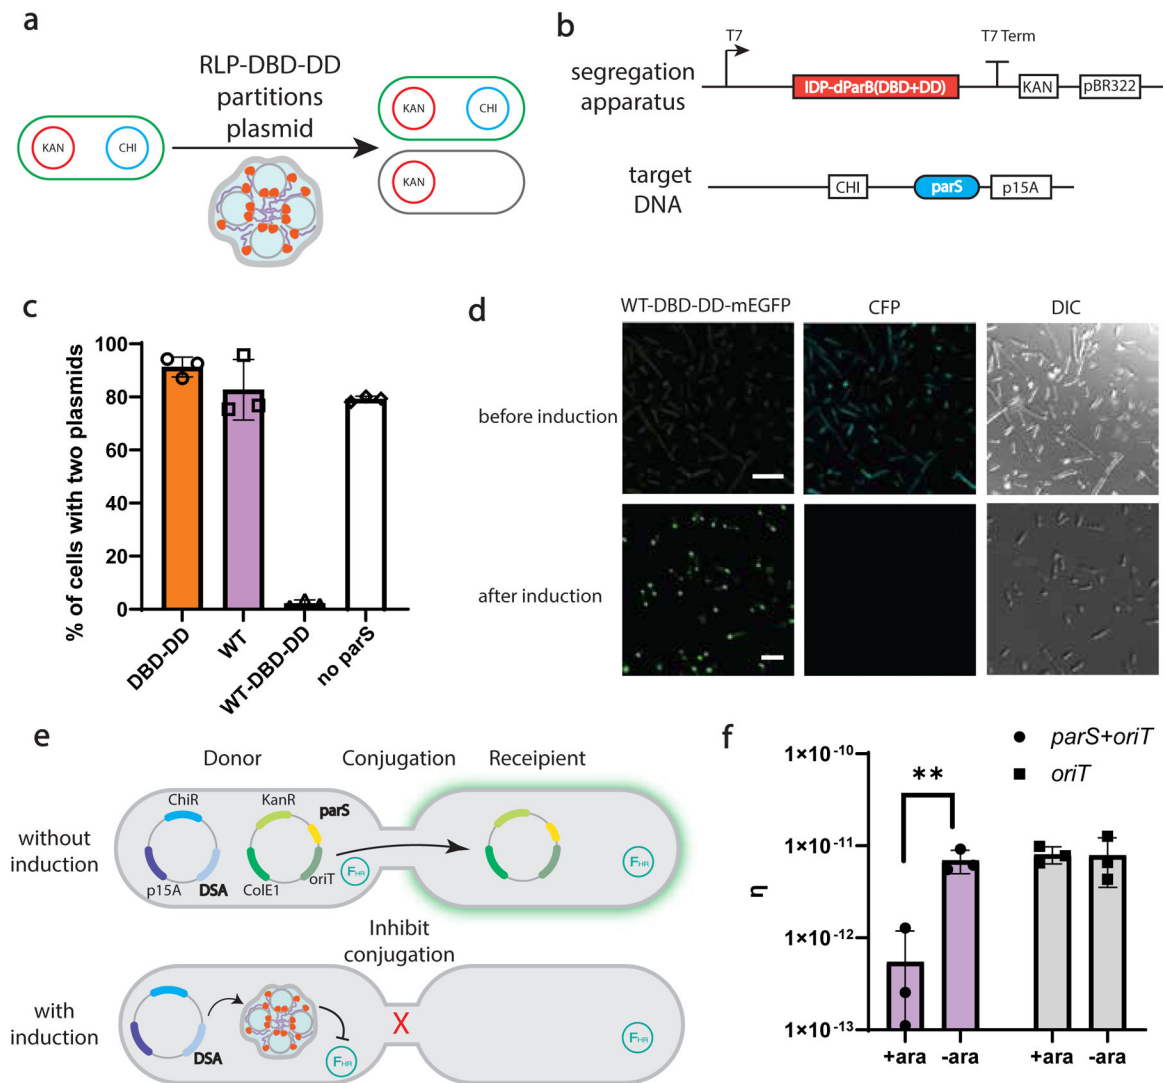 a
RLP-DBD-DD
partitions
plasmid
KAN
CHI
KAN
CHI
KAN
b
T7
T7 Term
segregation
apparatus
IDP-dParB(DBD+DD)
KAN
pBR322
target
DNA
CHI
parS
p15A
c
% of cells with two plasmids
100
80
60
40
20
0
DBD-DD
WT
WT-DBD-DD
no parS
d
WT-DBD-DD-mEGFP
CFP
DIC
before induction
after induction
e
Donor
Conjugation
Receipient
without
induction
ChiR
KanR
parS
p15A
DSA
ColE1
oriT
FHR
FHR
Inhibit
conjugation
with
induction
DSA
FHR
X
FHR
f
parS+oriT
oriT
**
η
1×10-10
1×10-11
1×10-12
1×10-13
+ara
-ara
+ara
-ara